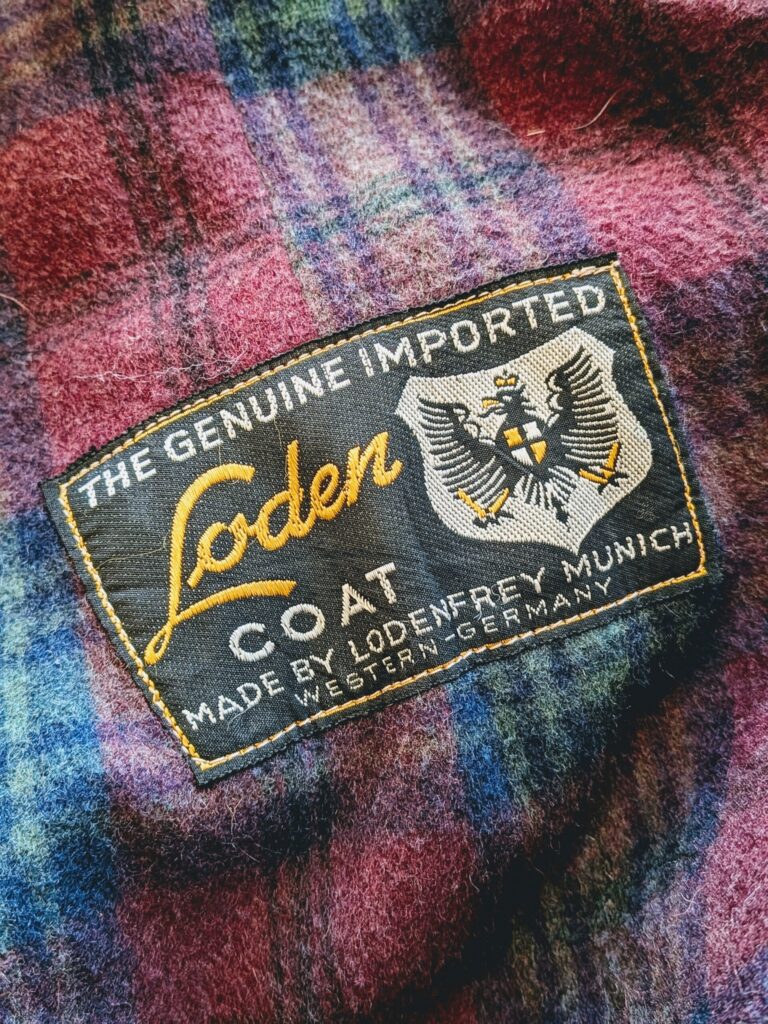 THE GENUINE IMPORTED
Loden
COAT
MADE BY LODENFREY MUNICH
WESTERN-GERMANY